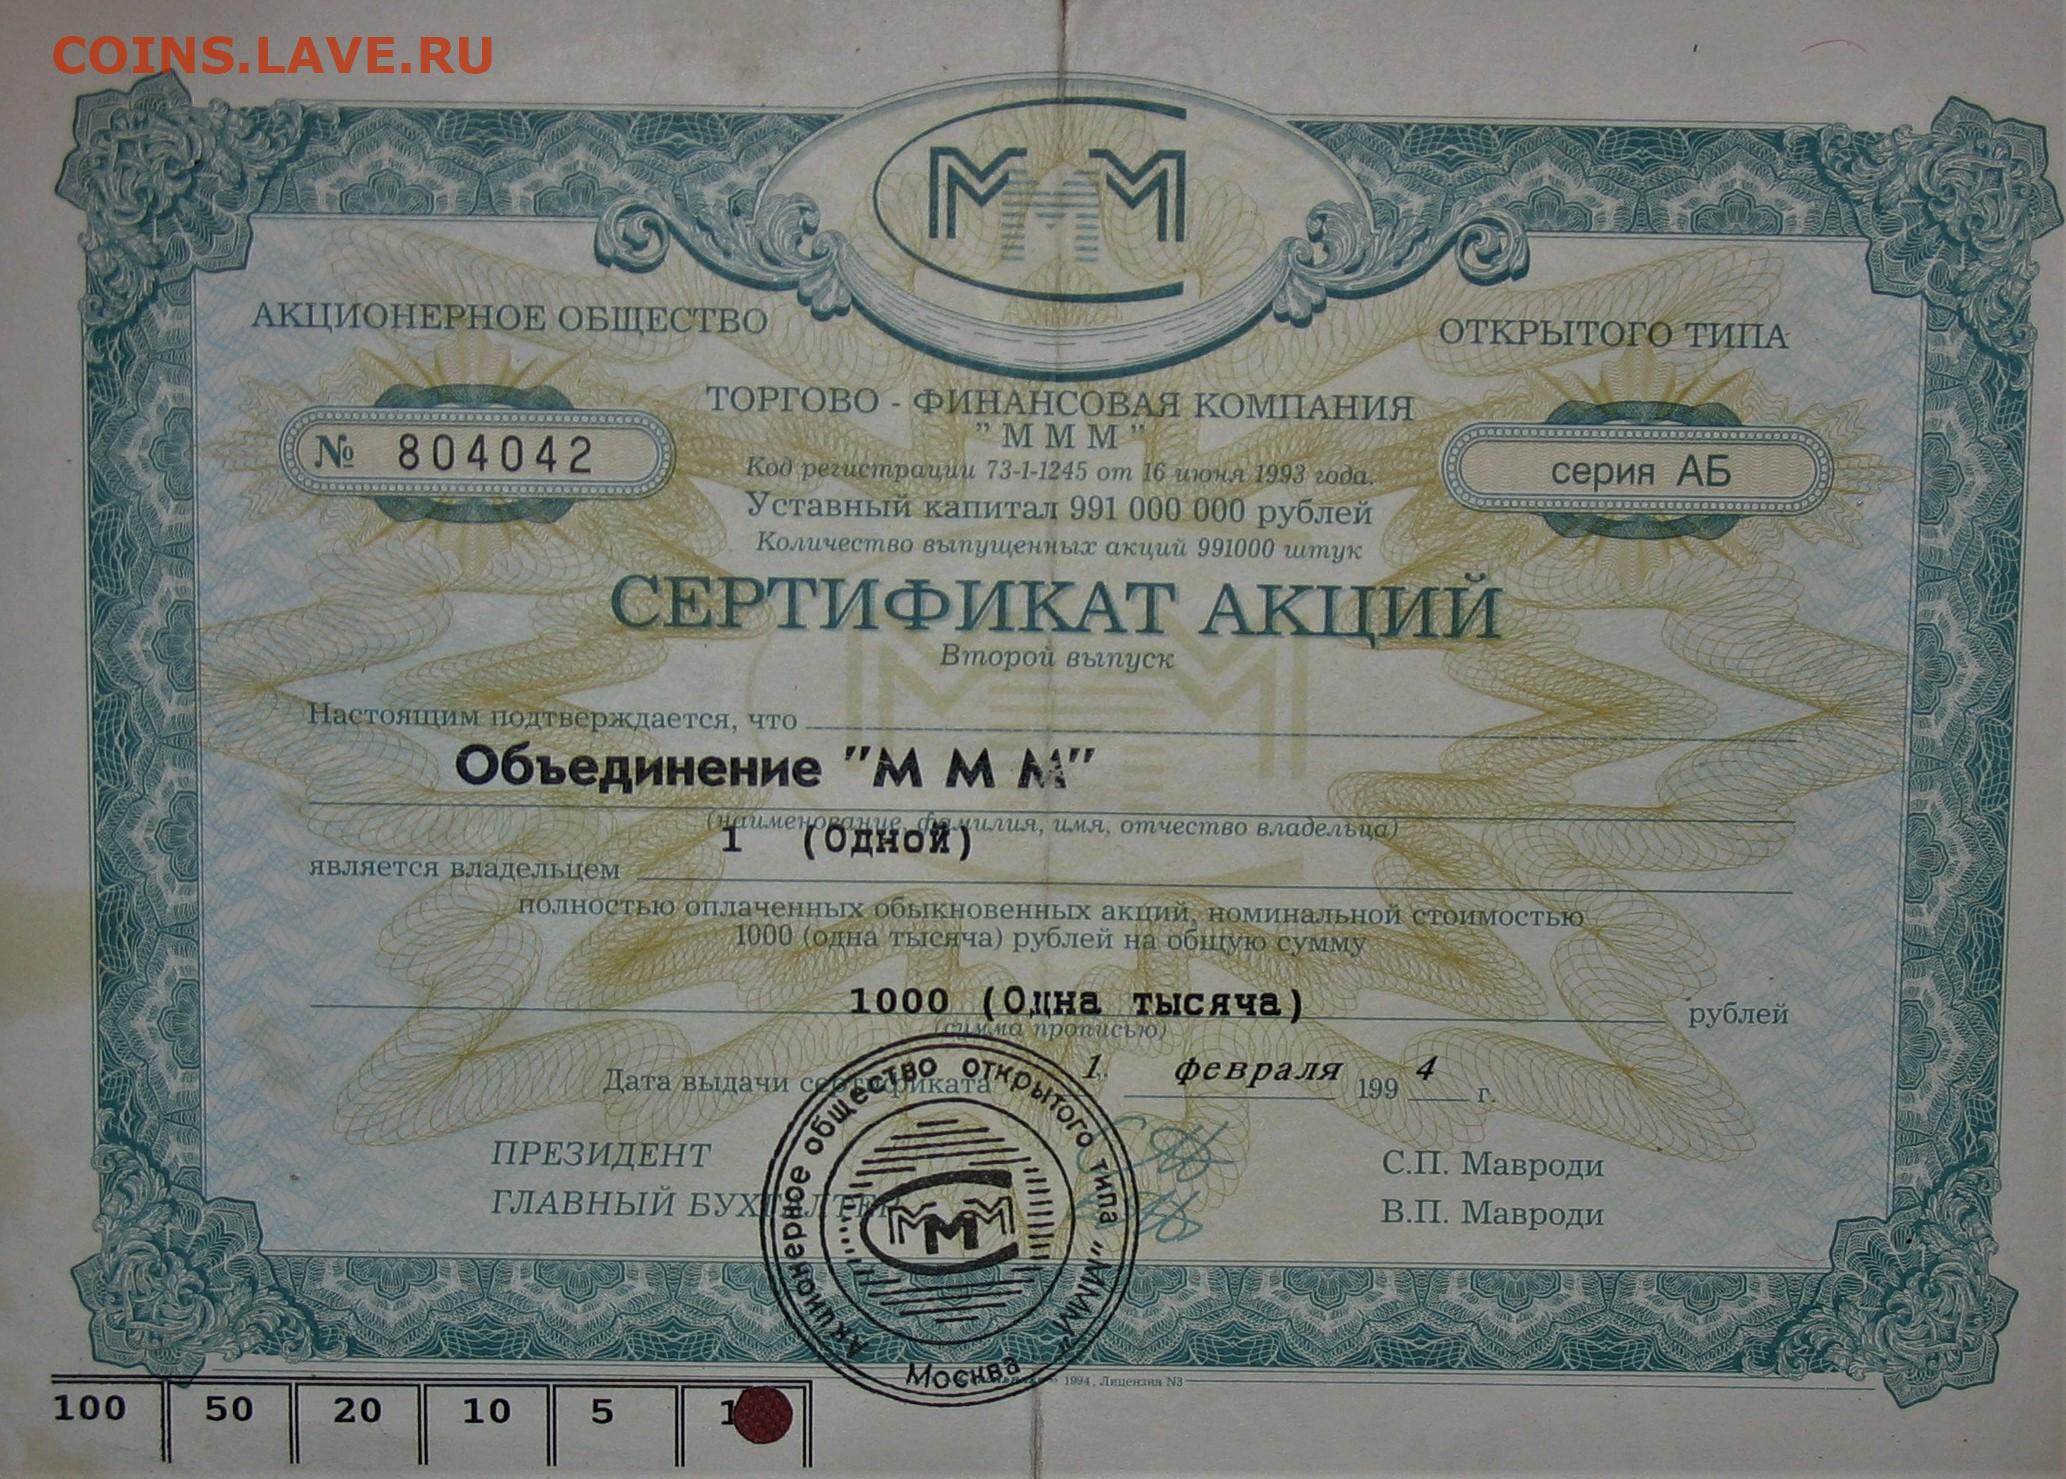 COINS.LAVE.RU
МММ
АКЦИОНЕРНОЕ ОБЩЕСТВО ОТКРЫТОГО ТИПА
ТОРГОВО - ФИНАНСОВАЯ КОМПАНИЯ
"М М М"
№ 804042
серия АБ
Код регистрации 73-1-1245 от 16 июня 1993 года.
Уставный капитал 991 000 000 рублей
Количество выпущенных акций 991000 штук
СЕРТИФИКАТ АКЦИЙ
Второй выпуск
Настоящим подтверждается, что
Объединение "М М М"
(наименование, фамилия, имя, отчество владельца)
1 (Одной)
является владельцем
полностью оплаченных обыкновенных акций, номинальной стоимостью
1000 (одна тысяча) рублей на общую сумму
1000 (Одна тысяча) рублей
(сумма прописью)
Дата выдачи сертификата 1 февраля 1994 г.
ПРЕЗИДЕНТ С.П. Мавроди
ГЛАВНЫЙ БУХГАЛТЕР В.П. Мавроди
Акционерное общество открытого типа "МММ"
МММ
Москва
1994, Лицензия N3
100 50 20 10 5 1